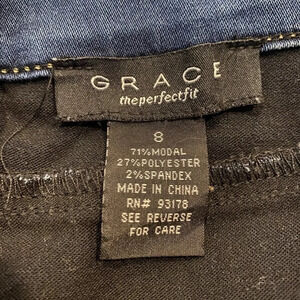 GRACE
theperfectfit
8
71% MODAL
27% POLYESTER
2% SPANDEX
MADE IN CHINA
RN# 93178
SEE REVERSE
FOR CARE